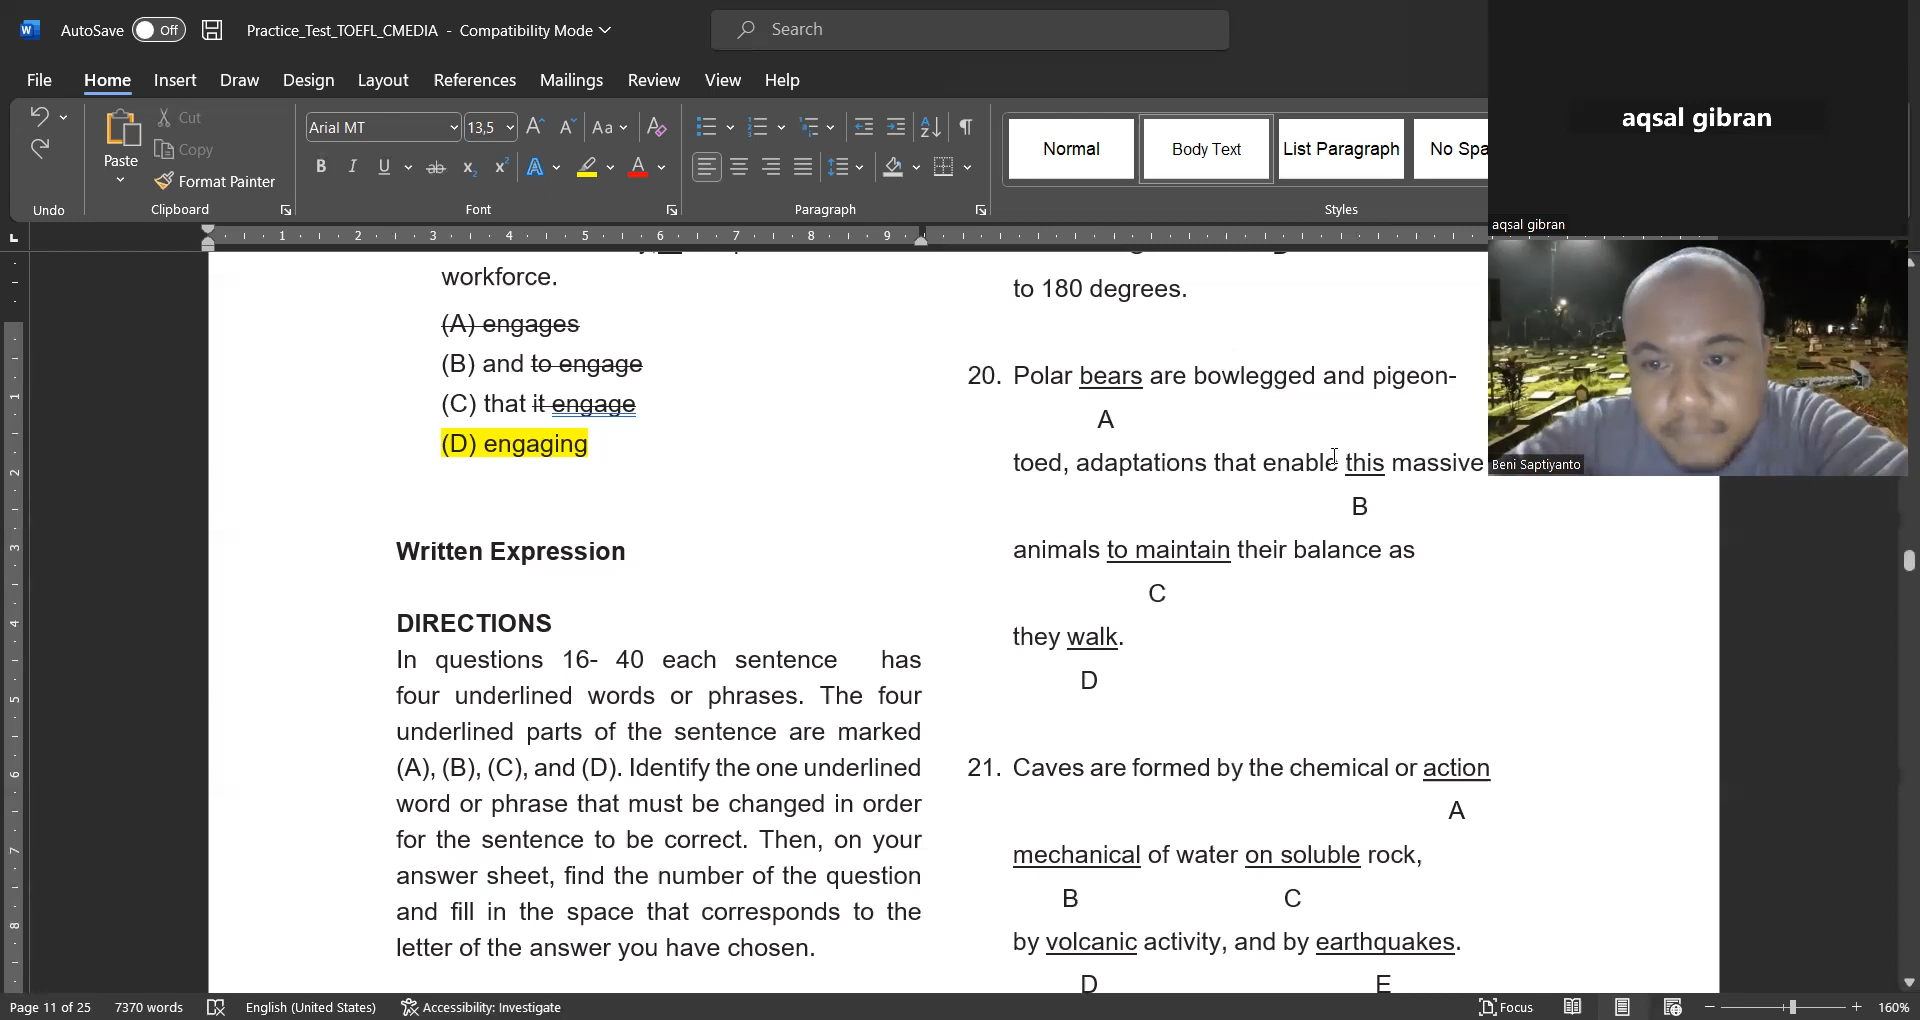 AutoSave Off Practice_Test_TOEFL_CMEDIA - Compatibility Mode Search
File Home Insert Draw Design Layout References Mailings Review View Help
Paste
Cut
Copy
Format Painter
Arial MT 13,5
Normal Body Text List Paragraph No Spa
Undo Clipboard Font Paragraph Styles
aqsal gibran
aqsal gibran
Beni Saptiyanto
1 2 3 4 5 6 7 8 9
workforce.
(A) engages
(B) and to engage
(C) that it engage
(D) engaging
Written Expression
DIRECTIONS
In questions 16- 40 each sentence has
four underlined words or phrases. The four
underlined parts of the sentence are marked
(A), (B), (C), and (D). Identify the one underlined
word or phrase that must be changed in order
for the sentence to be correct. Then, on your
answer sheet, find the number of the question
and fill in the space that corresponds to the
letter of the answer you have chosen.
to 180 degrees.
20. Polar bears are bowlegged and pigeon-
A
toed, adaptations that enable this massive
B
animals to maintain their balance as
C
they walk.
D
21. Caves are formed by the chemical or action
A
mechanical of water on soluble rock,
B C
by volcanic activity, and by earthquakes.
D E
Page 11 of 25 7370 words English (United States) Accessibility: Investigate Focus 160%